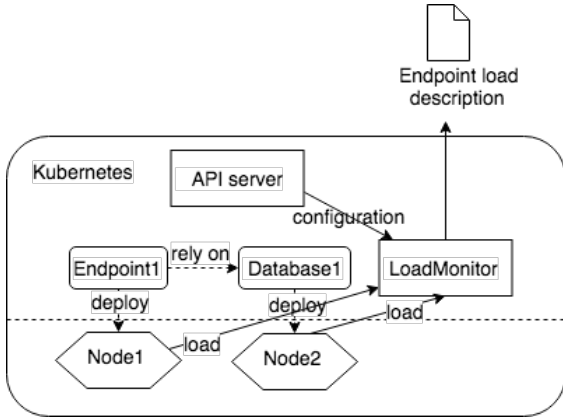 Endpoint load
description
Kubernetes
API server
configuration
Endpoint1
rely on
Database1
LoadMonitor
deploy
deploy
load
Node1
load
Node2